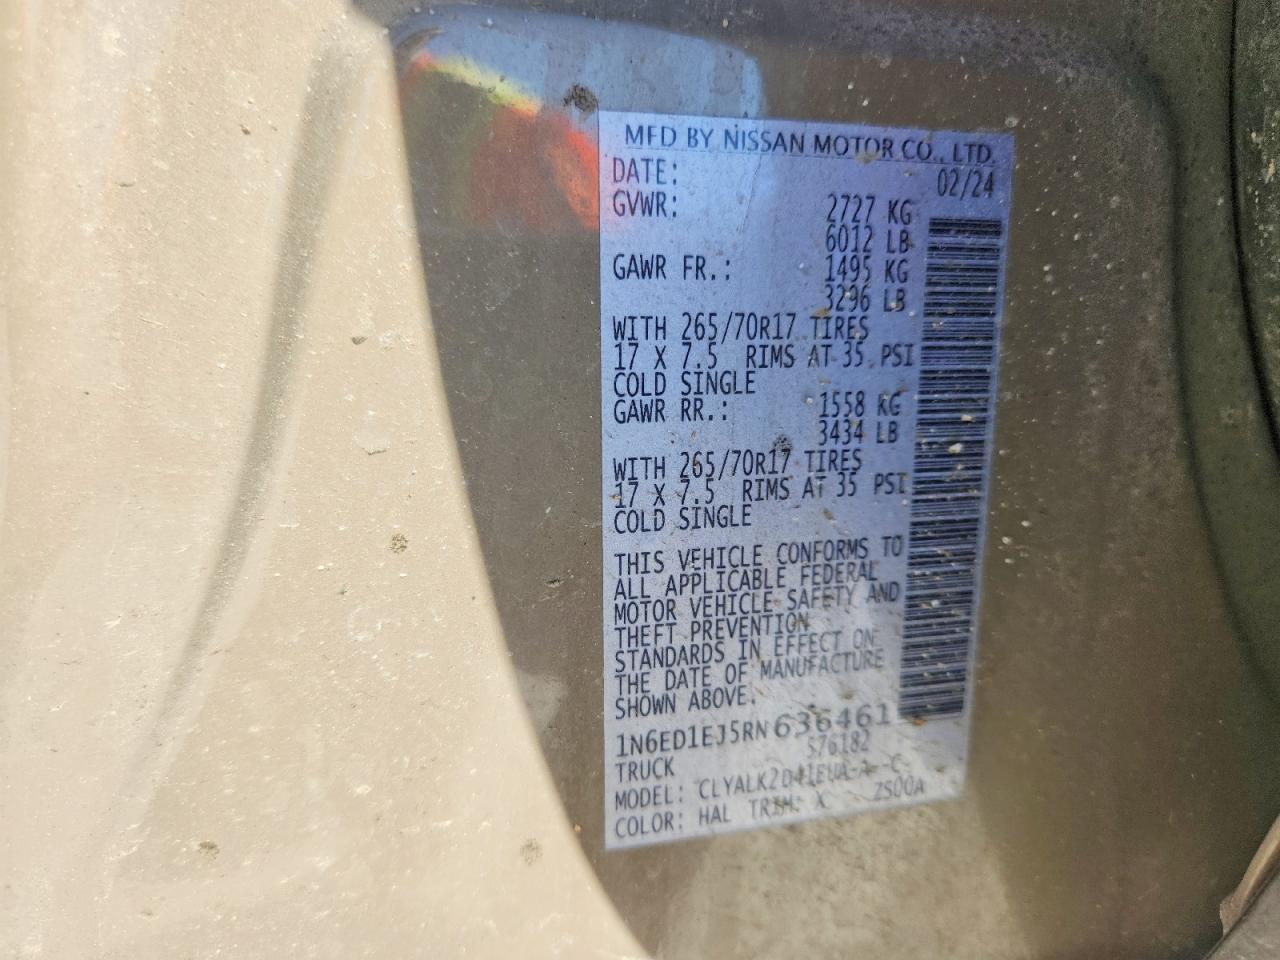 MFD BY NISSAN MOTOR CO., LTD.
DATE: 02/24
GVWR: 2727 KG
6012 LB
GAWR FR.: 1495 KG
3296 LB
WITH 265/70R17 TIRES
17 X 7.5 RIMS AT 35 PSI
COLD SINGLE
GAWR RR.: 1558 KG
3434 LB
WITH 265/70R17 TIRES
17 X 7.5 RIMS AT 35 PSI
COLD SINGLE
THIS VEHICLE CONFORMS TO
ALL APPLICABLE FEDERAL
MOTOR VEHICLE SAFETY AND
THEFT PREVENTION
STANDARDS IN EFFECT ON
THE DATE OF MANUFACTURE
SHOWN ABOVE.
1N6ED1EJ5RN636461
TRUCK S76182
MODEL:
COLOR: HAL TRIM: X ZS00A